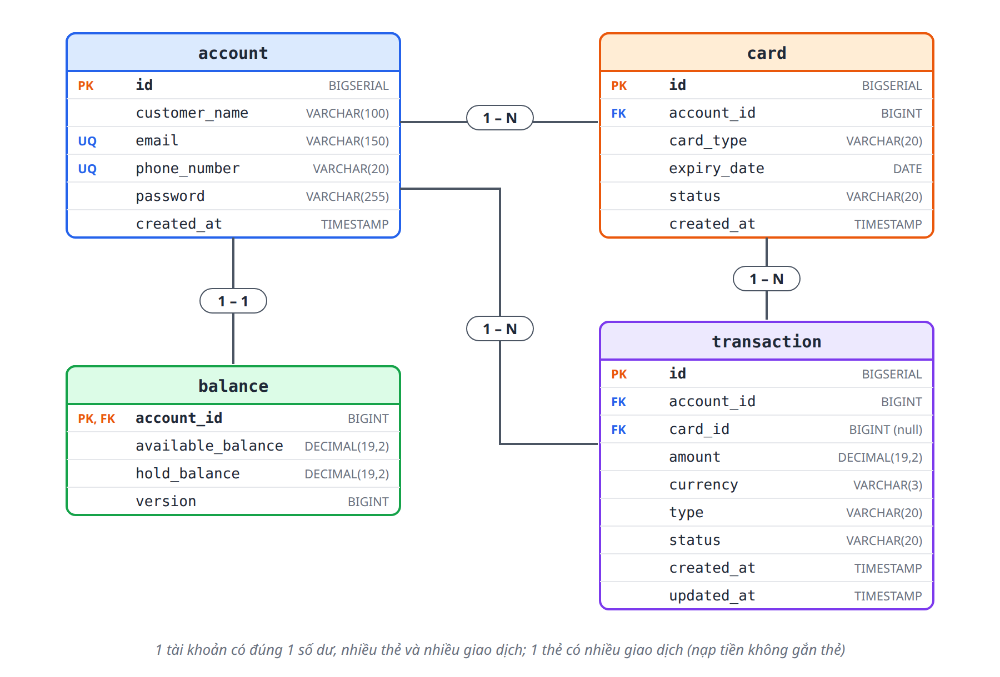 account
PK id BIGSERIAL
customer_name VARCHAR(100)
UQ email VARCHAR(150)
UQ phone_number VARCHAR(20)
password VARCHAR(255)
created_at TIMESTAMP
1 – N
card
PK id BIGSERIAL
FK account_id BIGINT
card_type VARCHAR(20)
expiry_date DATE
status VARCHAR(20)
created_at TIMESTAMP
1 – 1
1 – N
1 – N
balance
PK, FK account_id BIGINT
available_balance DECIMAL(19,2)
hold_balance DECIMAL(19,2)
version BIGINT
transaction
PK id BIGSERIAL
FK account_id BIGINT
FK card_id BIGINT (null)
amount DECIMAL(19,2)
currency VARCHAR(3)
type VARCHAR(20)
status VARCHAR(20)
created_at TIMESTAMP
updated_at TIMESTAMP
1 tài khoản có đúng 1 số dư, nhiều thẻ và nhiều giao dịch; 1 thẻ có nhiều giao dịch (nạp tiền không gắn thẻ)